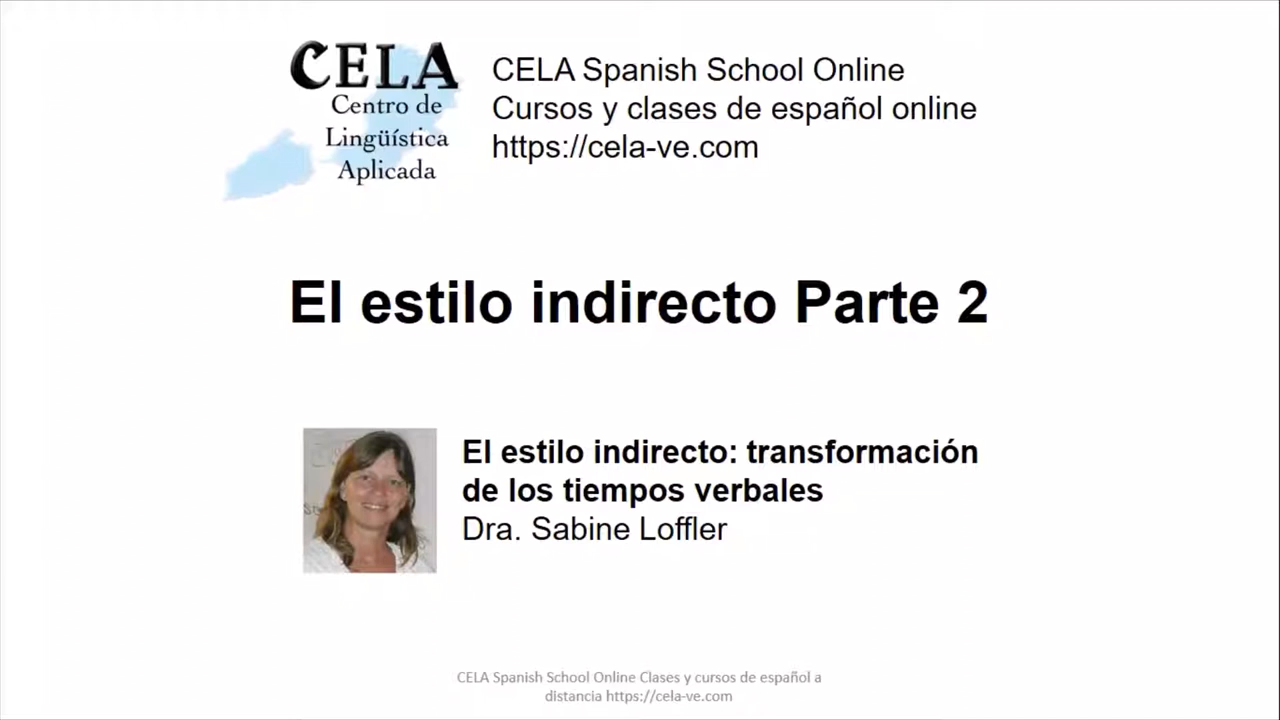 CELA
Centro de
Lingüística
Aplicada
CELA Spanish School Online
Cursos y clases de español online
https://cela-ve.com
El estilo indirecto Parte 2
El estilo indirecto: transformación
de los tiempos verbales
Dra. Sabine Loffler
CELA Spanish School Online Clases y cursos de español a
distancia https://cela-ve.com